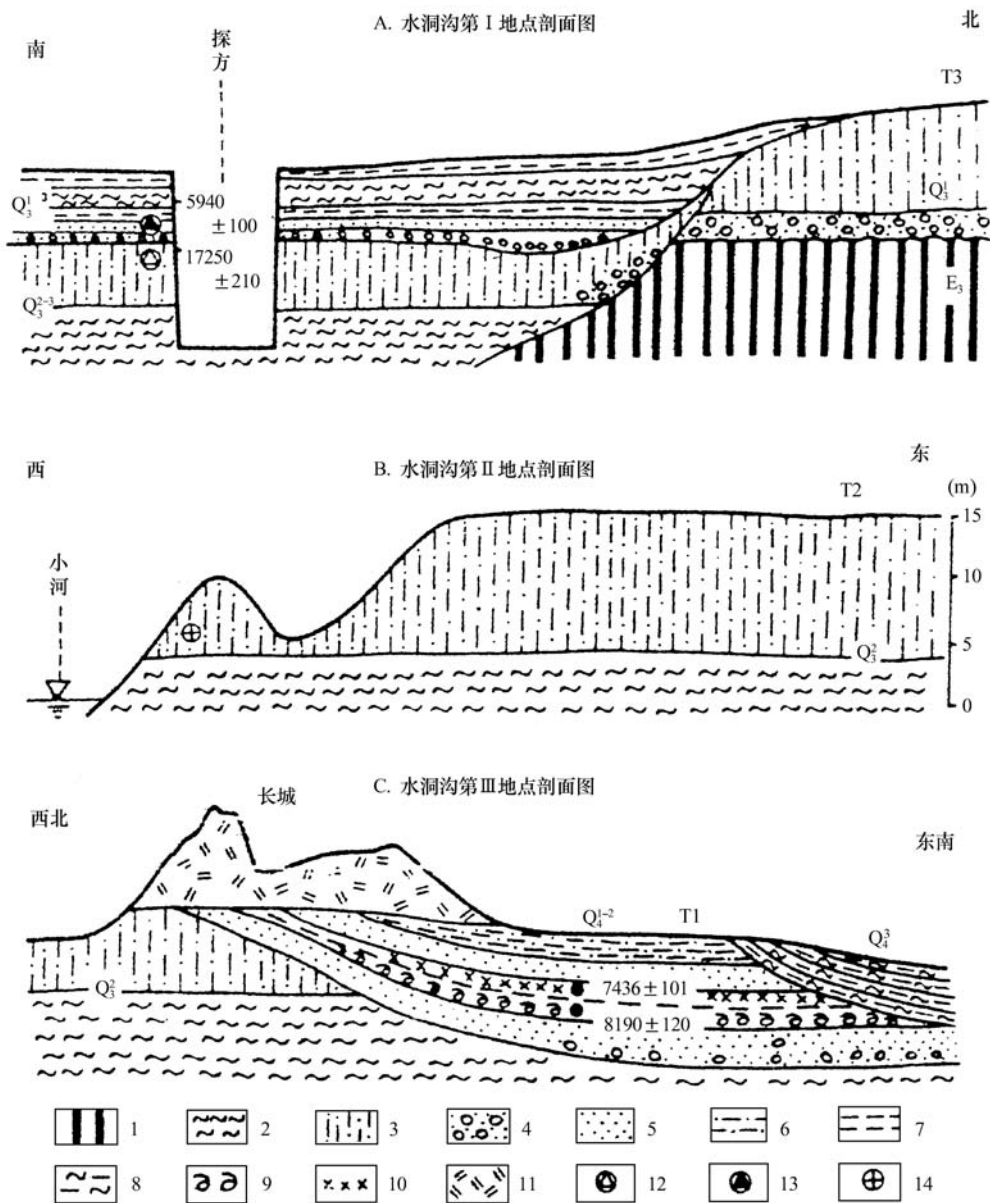 A. 水洞沟第Ⅰ地点剖面图
南
探方
北
T3
Q₃¹
5940
±100
17250
±210
Q₃²⁻³
Q₃¹
E₃
B. 水洞沟第Ⅱ地点剖面图
西
东
小河
T2
(m)
15
10
5
0
Q₃²
C. 水洞沟第Ⅲ地点剖面图
西北
长城
东南
Q₄¹⁻²
T1
Q₄³
Q₃²
7436±101
8190±120
1 2 3 4 5 6 7
8 9 10 11 12 13 14